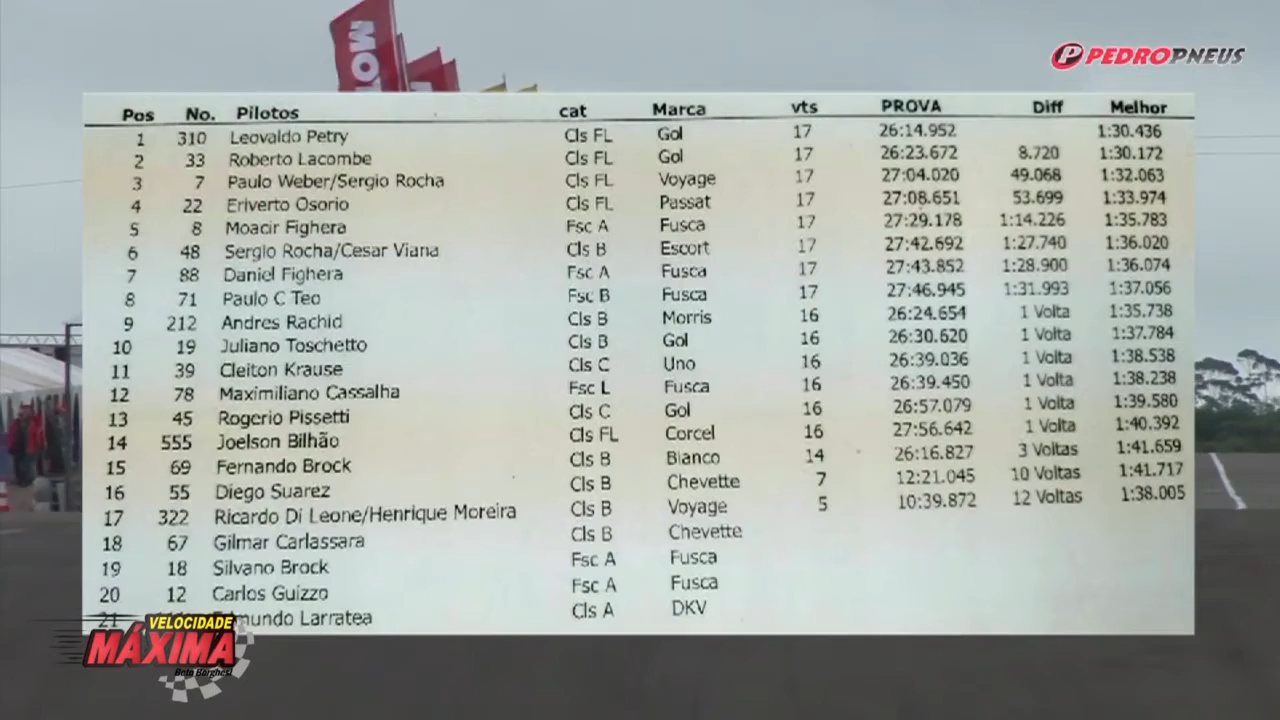 MOT
PEDROPNEUS
Pos No. Pilotos cat Marca vts PROVA Diff Melhor
1 310 Leovaldo Petry Cls FL Gol 17 26:14.952 1:30.436
2 33 Roberto Lacombe Cls FL Gol 17 26:23.672 8.720 1:30.172
3 7 Paulo Weber/Sergio Rocha Cls FL Voyage 17 27:04.020 49.068 1:32.063
4 22 Eriverto Osorio Cls FL Passat 17 27:08.651 53.699 1:33.974
5 8 Moacir Fighera Fsc A Fusca 17 27:29.178 1:14.226 1:35.783
6 48 Sergio Rocha/Cesar Viana Cls B Escort 17 27:42.692 1:27.740 1:36.020
7 88 Daniel Fighera Fsc A Fusca 17 27:43.852 1:28.900 1:36.074
8 71 Paulo C Teo Fsc B Fusca 17 27:46.945 1:31.993 1:37.056
9 212 Andres Rachid Cls B Morris 16 26:24.654 1 Volta 1:35.738
10 19 Juliano Toschetto Cls B Gol 16 26:30.620 1 Volta 1:37.784
11 39 Cleiton Krause Cls C Uno 16 26:39.036 1 Volta 1:38.538
12 78 Maximiliano Cassalha Fsc L Fusca 16 26:39.450 1 Volta 1:38.238
13 45 Rogerio Pissetti Cls C Gol 16 26:57.079 1 Volta 1:39.580
14 555 Joelson Bilhão Cls FL Corcel 16 27:56.642 1 Volta 1:40.392
15 69 Fernando Brock Cls B Bianco 14 26:16.827 3 Voltas 1:41.659
16 55 Diego Suarez Cls B Chevette 7 12:21.045 10 Voltas 1:41.717
17 322 Ricardo Di Leone/Henrique Moreira Cls B Voyage 5 10:39.872 12 Voltas 1:38.005
18 67 Gilmar Carlassara Cls B Chevette
19 18 Silvano Brock Fsc A Fusca
20 12 Carlos Guizzo Fsc A Fusca
21 Larratea Cls A DKV
VELOCIDADE
MÁXIMA
Beto Borghesi